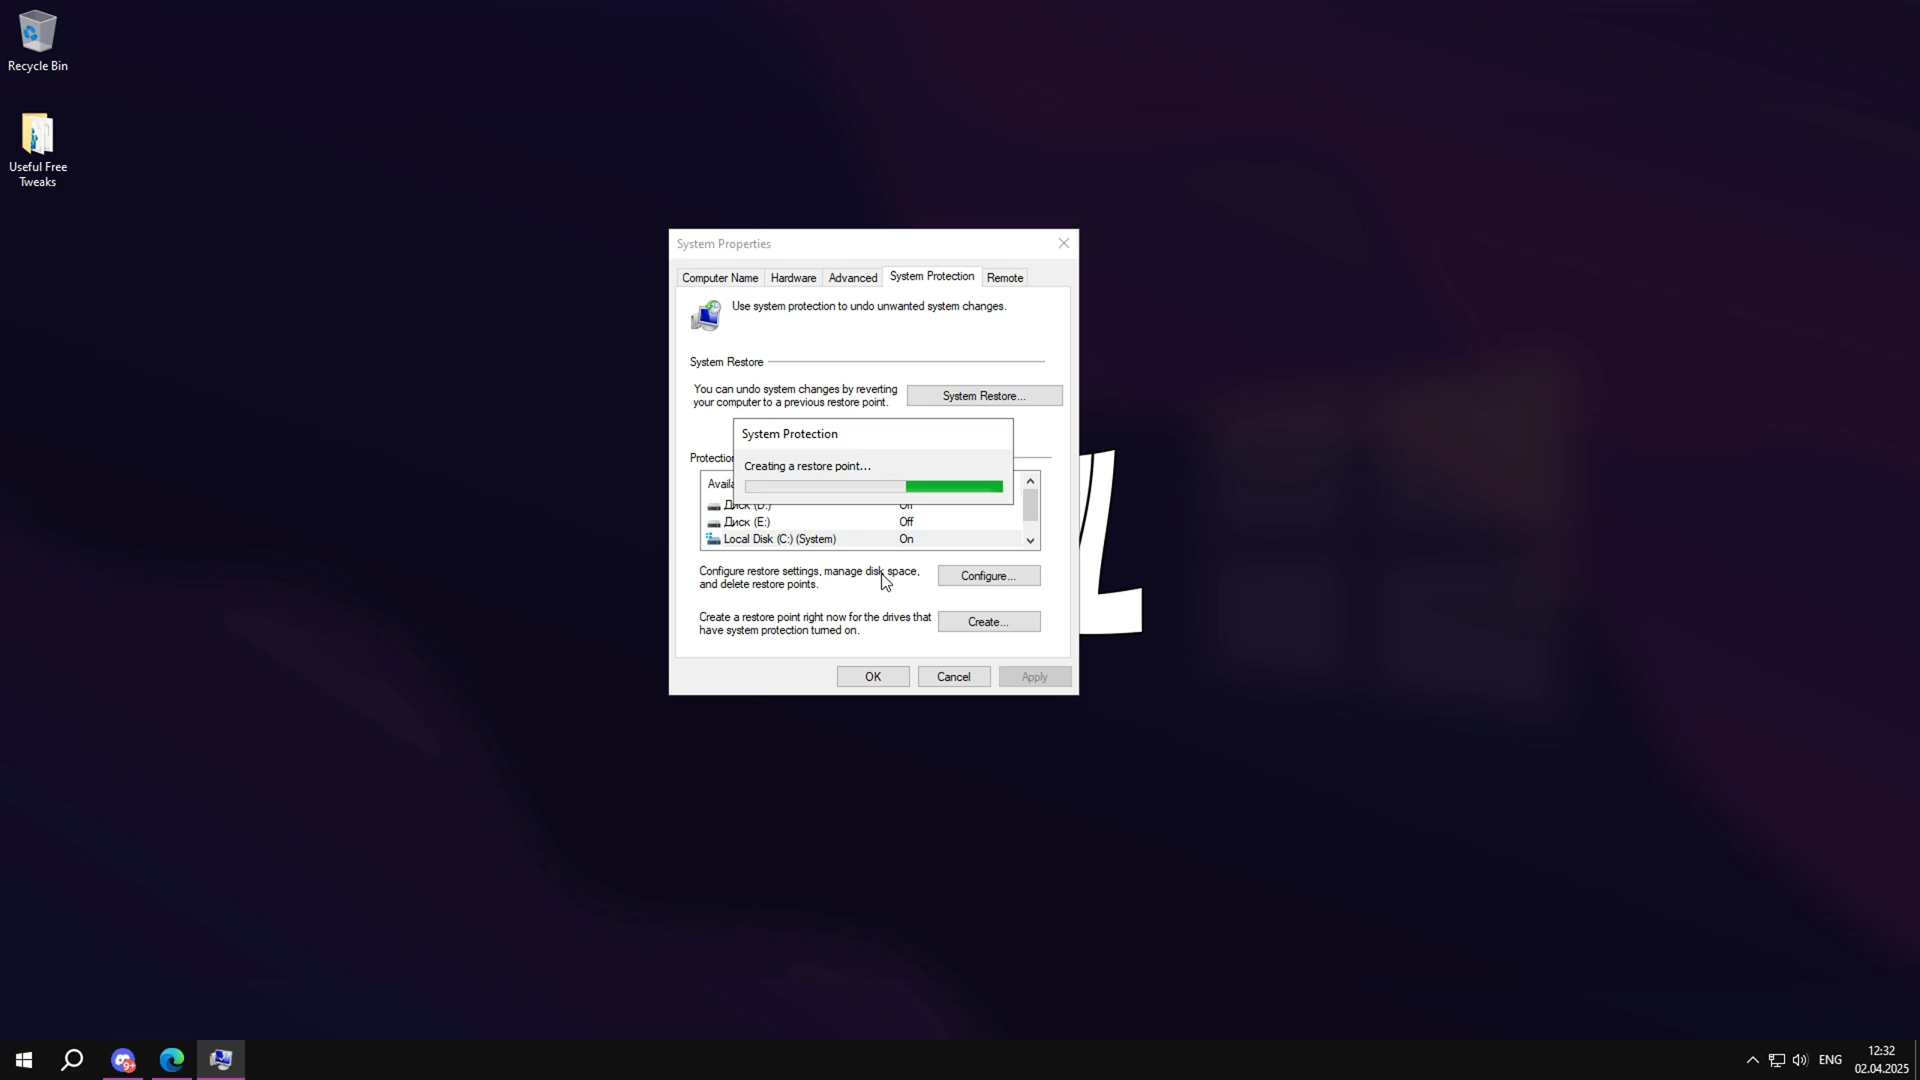 Recycle Bin
Useful Free
Tweaks
System Properties
Computer Name
Hardware
Advanced
System Protection
Remote
Use system protection to undo unwanted system changes.
System Restore
You can undo system changes by reverting
your computer to a previous restore point.
System Restore...
System Protection
Creating a restore point...
Диск (D:)
Off
Диск (E:)
Off
Local Disk (C:) (System)
On
Configure restore settings, manage disk space,
and delete restore points.
Configure...
Create a restore point right now for the drives that
have system protection turned on.
Create...
OK
Cancel
Apply
9+
ENG
12:32
02.04.2025